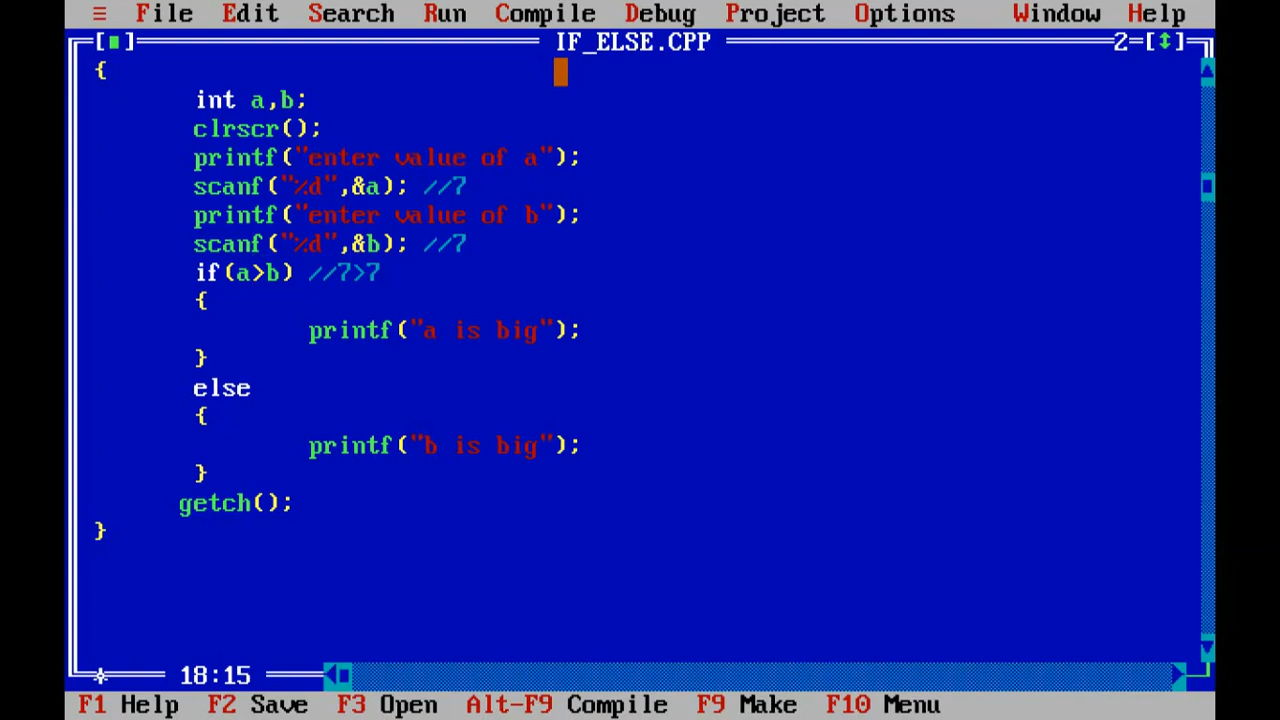 ≡ File Edit Search Run Compile Debug Project Options Window Help
[■] IF_ELSE.CPP 2=[↕]
{
int a,b;
clrscr();
printf("enter value of a");
scanf("%d",&a); //7
printf("enter value of b");
scanf("%d",&b); //7
if(a>b) //7>7
{
printf("a is big");
}
else
{
printf("b is big");
}
getch();
}
18:15
F1 Help F2 Save F3 Open Alt-F9 Compile F9 Make F10 Menu